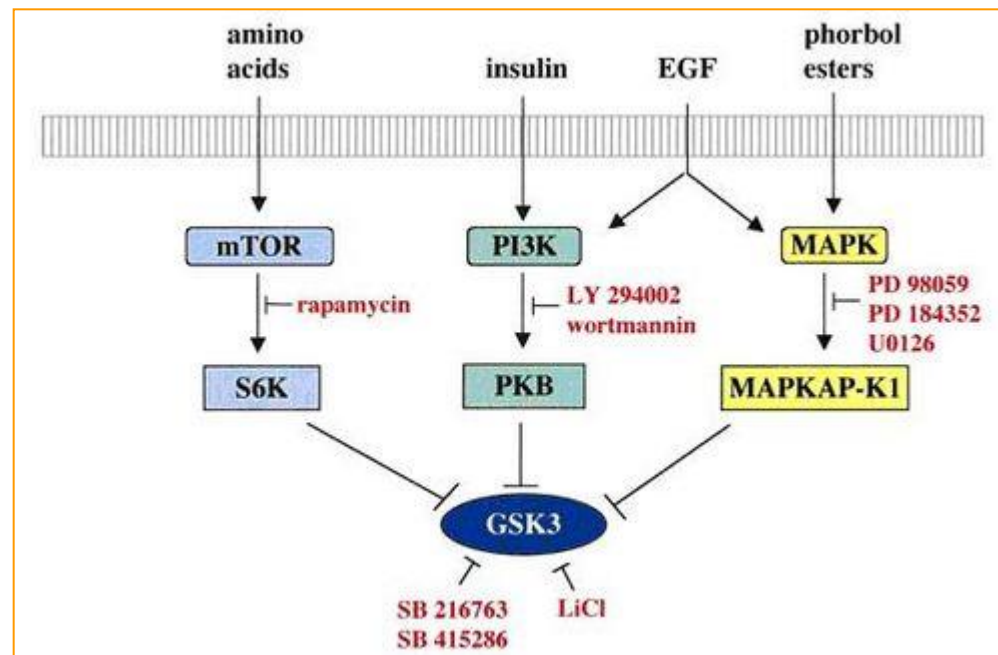 amino
acids
insulin
EGF
phorbol
esters
mTOR
PI3K
MAPK
rapamycin
LY 294002
wortmannin
PD 98059
PD 184352
U0126
S6K
PKB
MAPKAP-K1
GSK3
SB 216763
SB 415286
LiCl